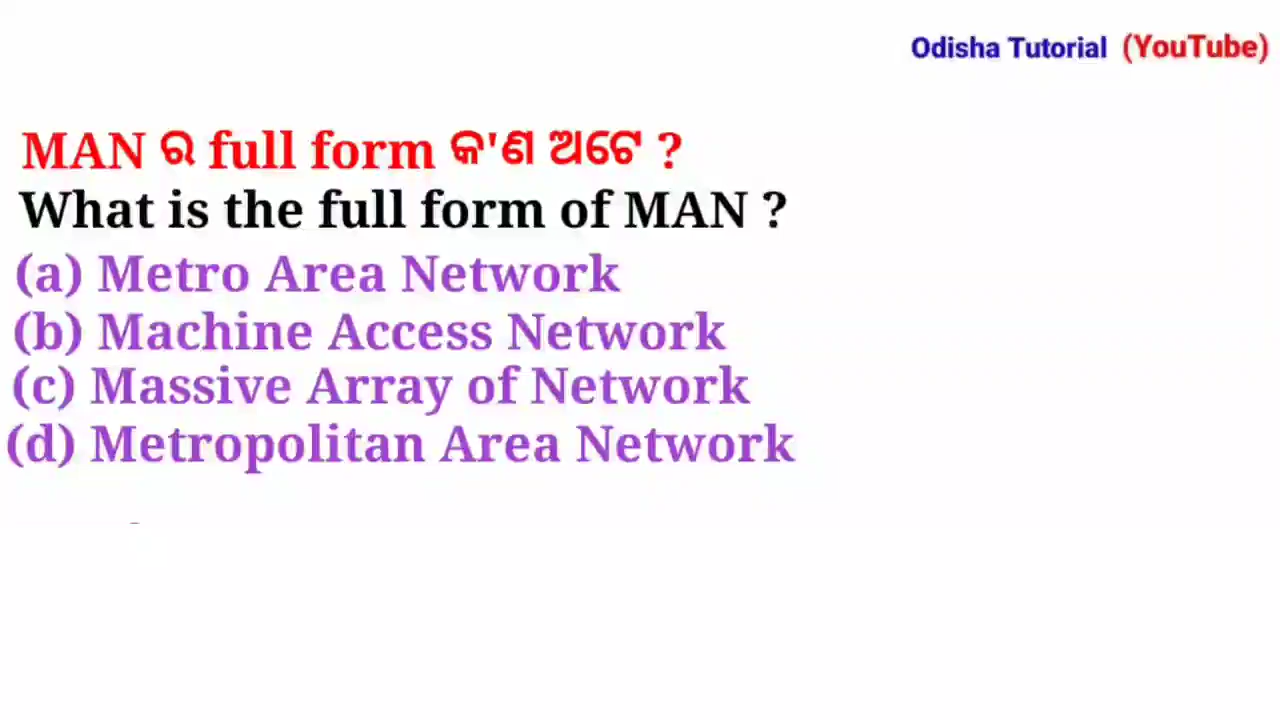 Odisha Tutorial (YouTube)
MAN ର full form କ'ଣ ଅଟେ ?
What is the full form of MAN ?
(a) Metro Area Network
(b) Machine Access Network
(c) Massive Array of Network
(d) Metropolitan Area Network